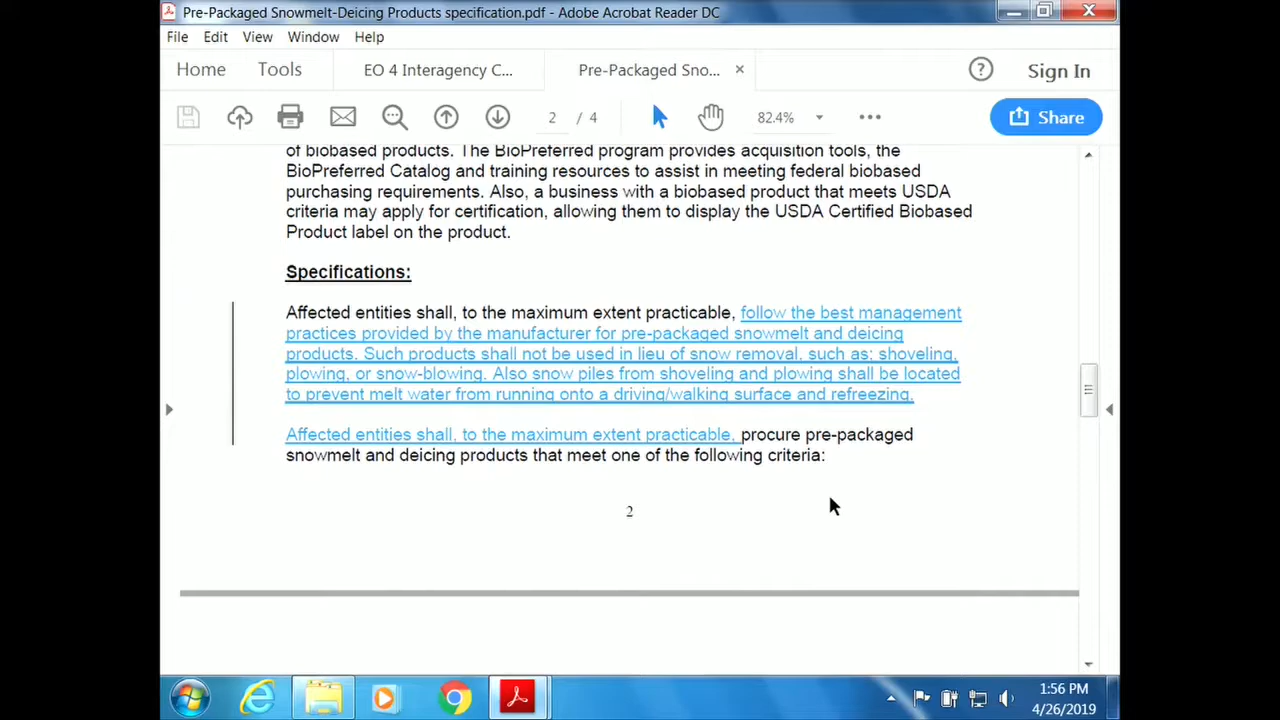 Pre-Packaged Snowmelt-Deicing Products specification.pdf - Adobe Acrobat Reader DC
File Edit View Window Help
Home Tools EO 4 Interagency C... Pre-Packaged Sno... × ? Sign In
2 / 4 82.4% Share
of biobased products. The BioPreferred program provides acquisition tools, the
BioPreferred Catalog and training resources to assist in meeting federal biobased
purchasing requirements. Also, a business with a biobased product that meets USDA
criteria may apply for certification, allowing them to display the USDA Certified Biobased
Product label on the product.
Specifications:
Affected entities shall, to the maximum extent practicable, follow the best management
practices provided by the manufacturer for pre-packaged snowmelt and deicing
products. Such products shall not be used in lieu of snow removal, such as: shoveling,
plowing, or snow-blowing. Also snow piles from shoveling and plowing shall be located
to prevent melt water from running onto a driving/walking surface and refreezing.
Affected entities shall, to the maximum extent practicable, procure pre-packaged
snowmelt and deicing products that meet one of the following criteria:
2
1:56 PM
4/26/2019